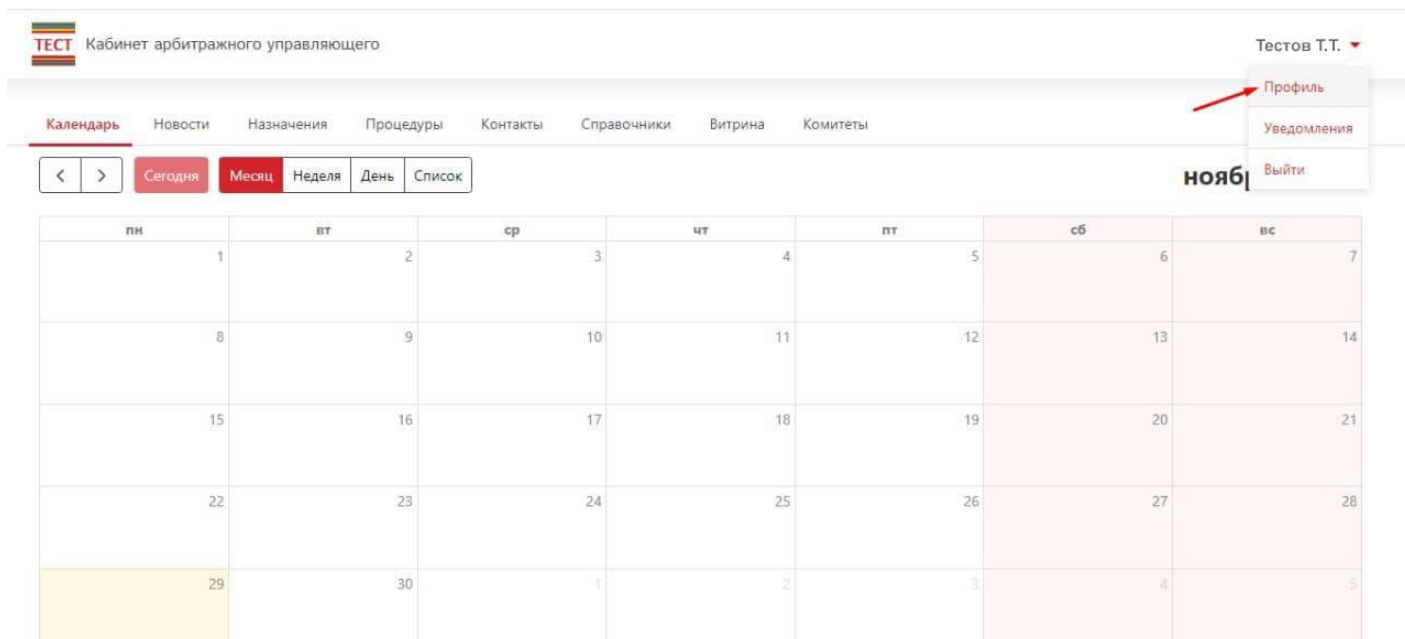 ТЕСТ Кабинет арбитражного управляющего Тестов Т.Т.
Профиль
Календарь Новости Назначения Процедуры Контакты Справочники Витрина Комитеты Уведомления
Сегодня Месяц Неделя День Список Выйти
пн вт ср чт пт сб вс
1 2 3 4 5 6 7
8 9 10 11 12 13 14
15 16 17 18 19 20 21
22 23 24 25 26 27 28
29 30 1 2 3 4 5